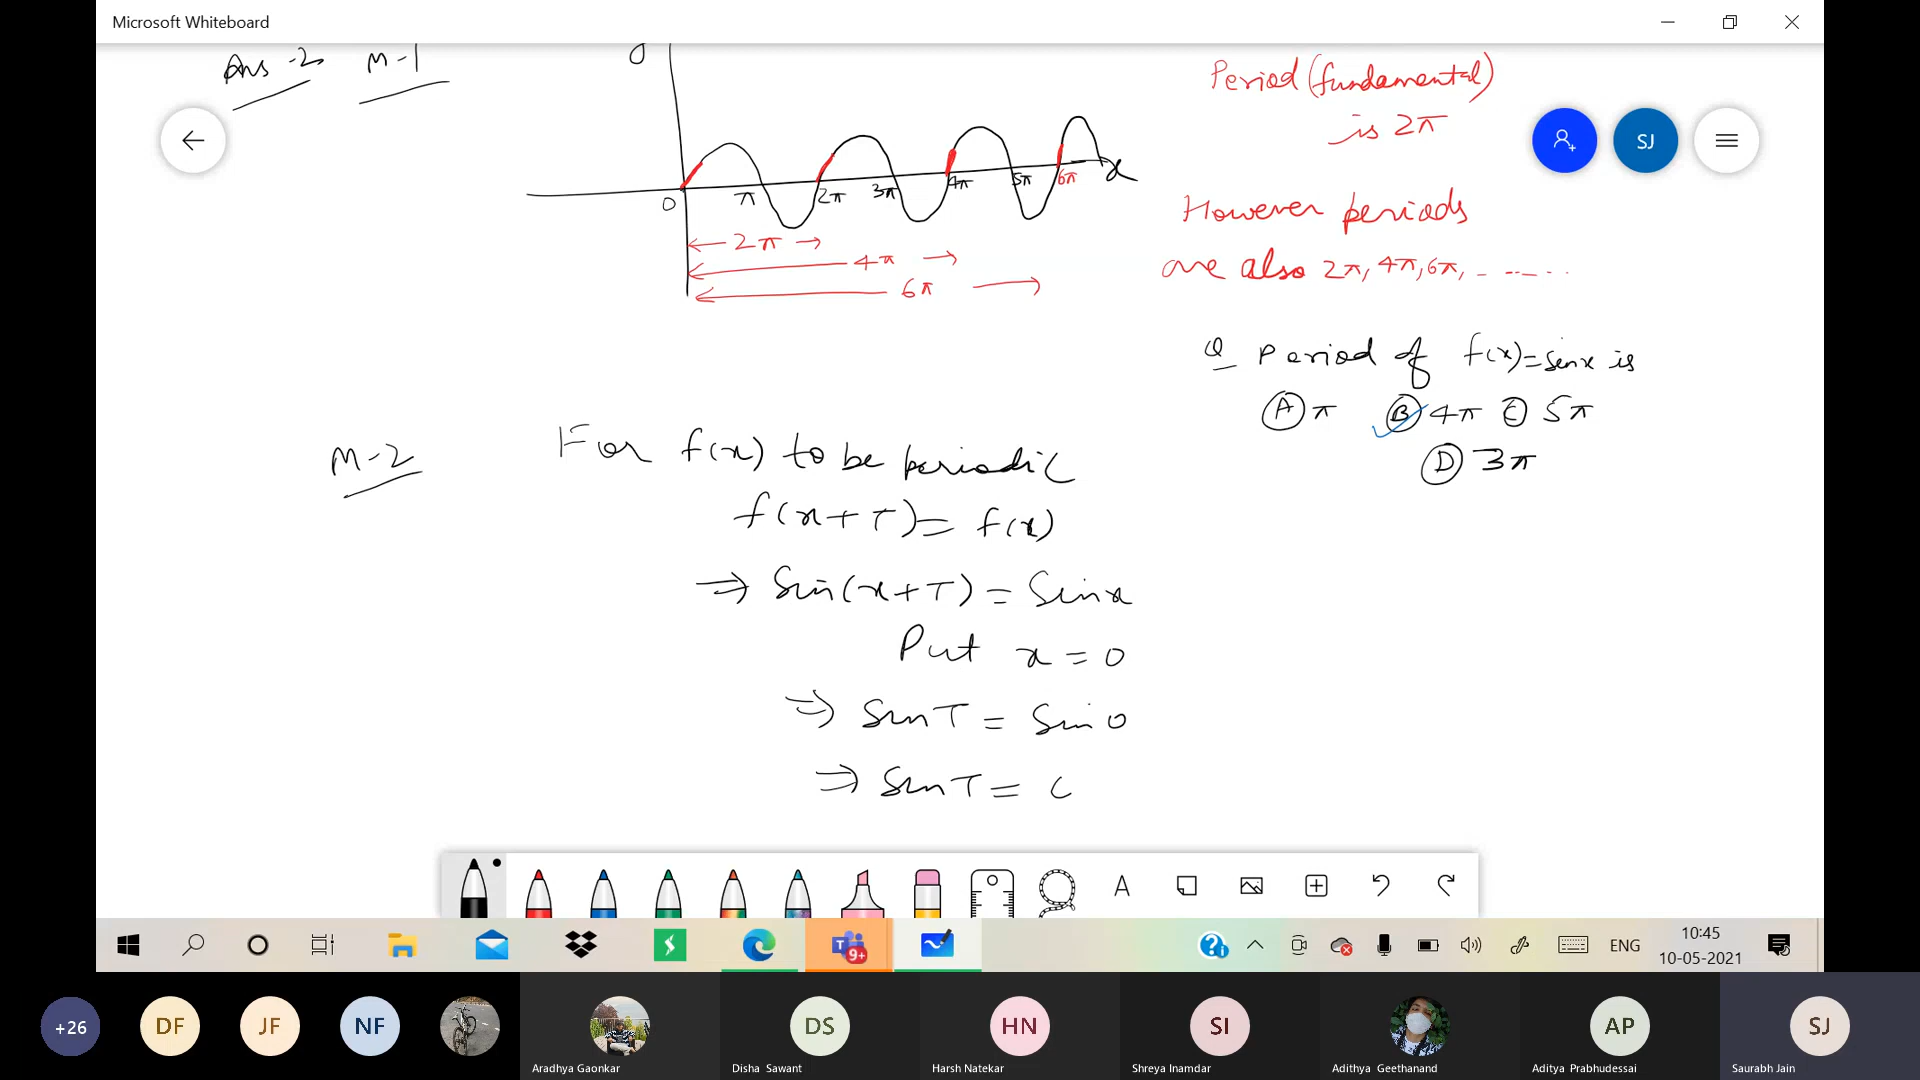 Microsoft Whiteboard
Ans -2 M-1
y
x
0 π 2π 3π 4π 5π 6π
2π
4π
6π
Period (fundamental)
is 2π
However periods
are also 2π, 4π, 6π, - - - - - -
SJ
Q Period of f(x)=sinx is
(A) π (B) 4π (C) 5π
(D) 3π
M-2 For f(x) to be periodic
f(x+T) = f(x)
⇒ Sin(x+T) = Sinx
Put x = 0
⇒ SinT = Sin 0
⇒ SinT =
A
9+
ENG
10:45
10-05-2021
+26 DF JF NF DS HN SI AP SJ
Aradhya Gaonkar Disha Sawant Harsh Natekar Shreya Inamdar Adithya Geethanand Aditya Prabhudessai Saurabh Jain